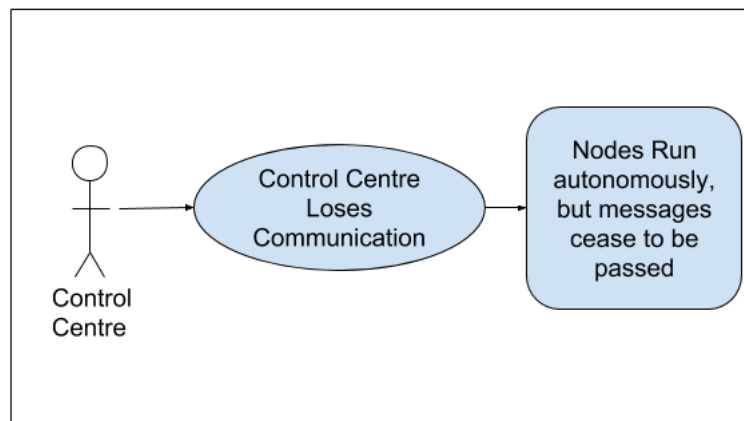 Control Centre
Loses
Communication
Nodes Run
autonomously,
but messages
cease to be
passed
Control
Centre